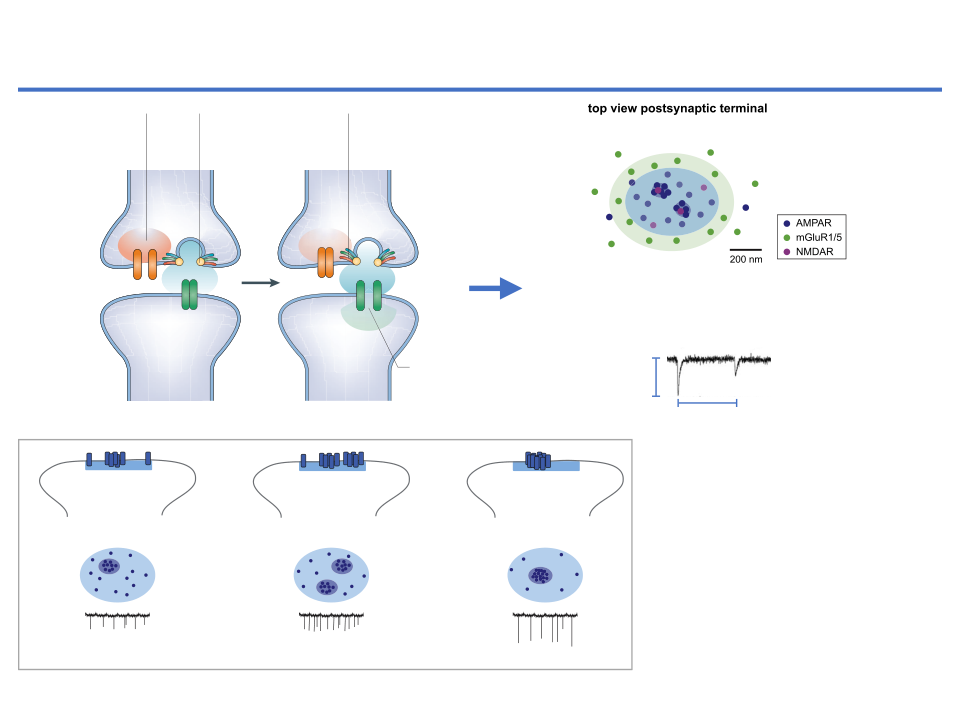 top view postsynaptic terminal
AMPAR
mGluR1/5
NMDAR
200 nm